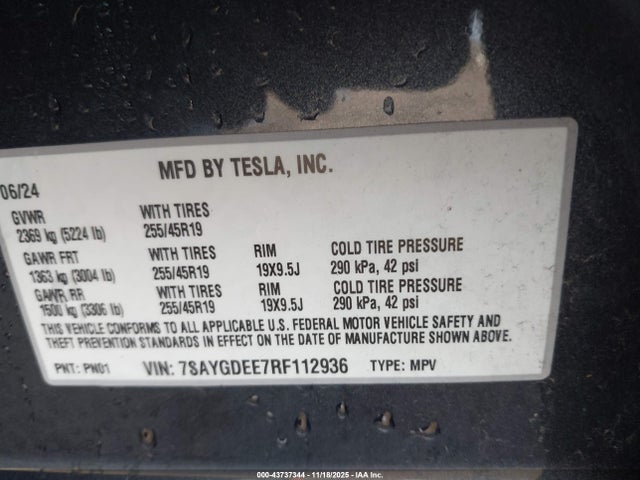 MFD BY TESLA, INC.
06/24
GVWR WITH TIRES
2369 kg (5224 lb) 255/45R19
GAWR FRT WITH TIRES RIM COLD TIRE PRESSURE
1363 kg (3004 lb) 255/45R19 19X9.5J 290 kPa, 42 psi
GAWR RR WITH TIRES RIM COLD TIRE PRESSURE
1500 kg (3306 lb) 255/45R19 19X9.5J 290 kPa, 42 psi
THIS VEHICLE CONFORMS TO ALL APPLICABLE U.S. FEDERAL MOTOR VEHICLE SAFETY AND
THEFT PREVENTION STANDARDS IN EFFECT ON THE DATE OF MANUFACTURE SHOWN ABOVE.
PNT: PN01 VIN: 7SAYGDEE7RF112936 TYPE: MPV
000-43737344 - 11/18/2025 - IAA Inc.